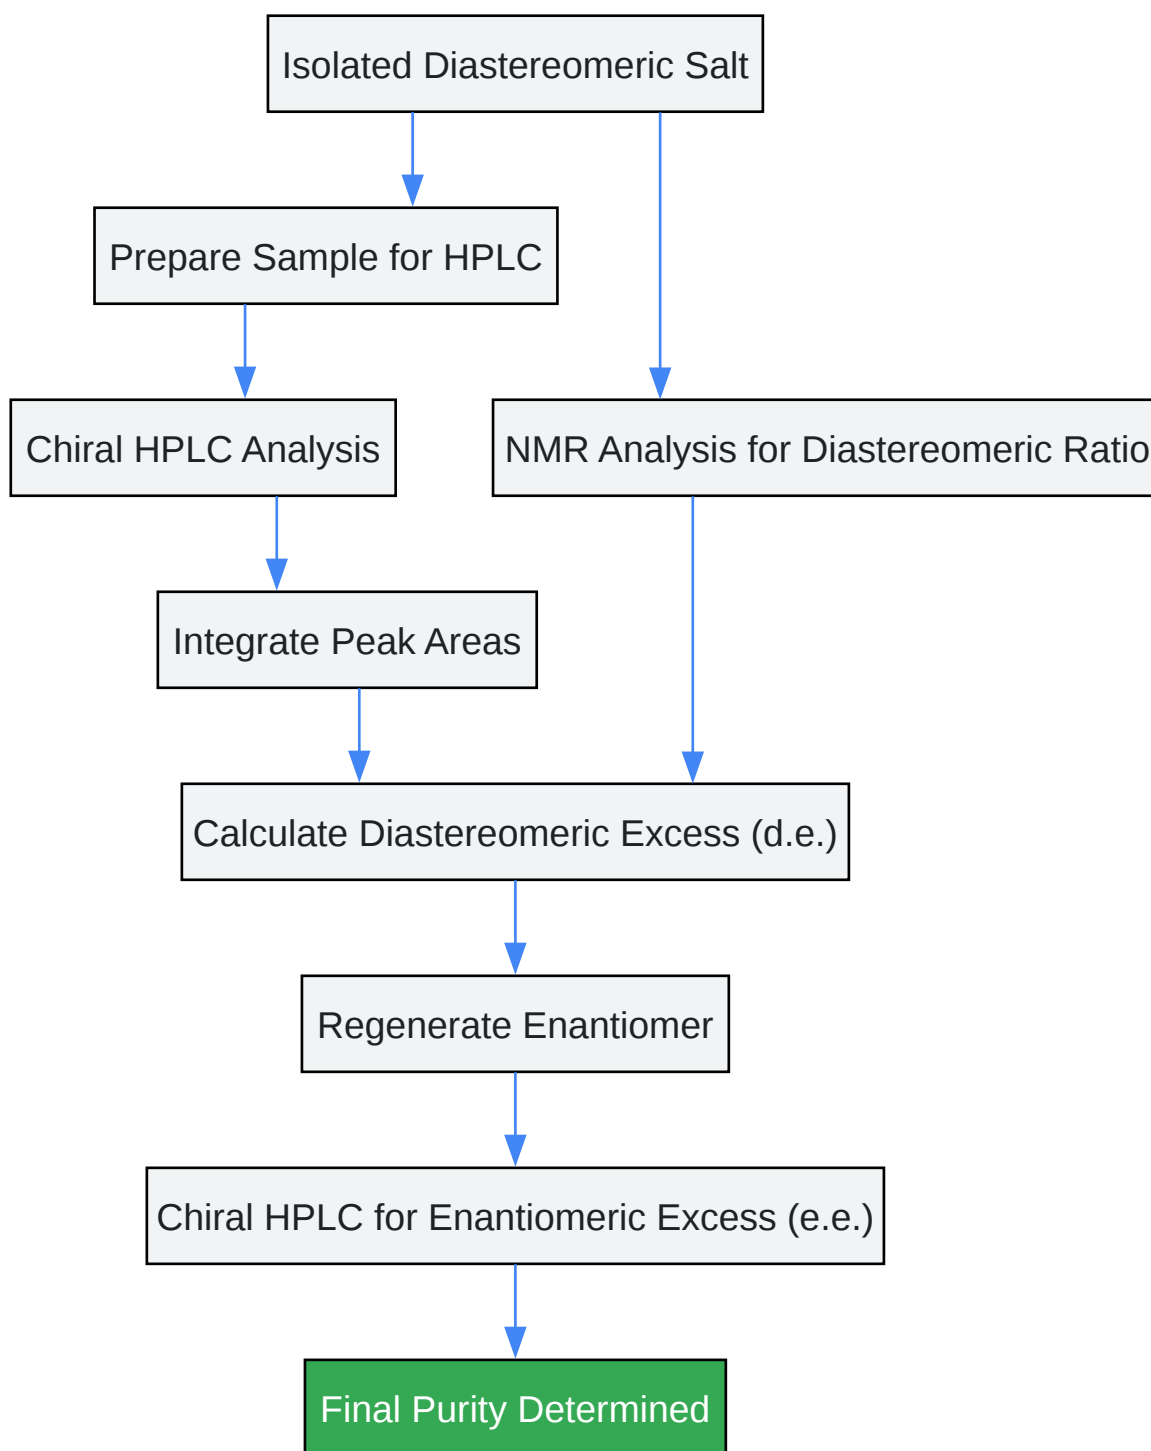 Isolated Diastereomeric Salt
Prepare Sample for HPLC
Chiral HPLC Analysis
NMR Analysis for Diastereomeric Ratio
Integrate Peak Areas
Calculate Diastereomeric Excess (d.e.)
Regenerate Enantiomer
Chiral HPLC for Enantiomeric Excess (e.e.)
Final Purity Determined